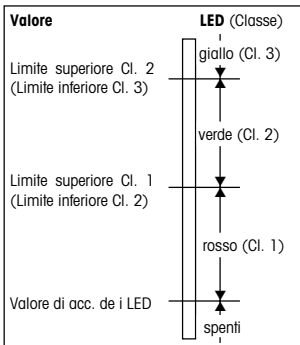 Valore LED (Classe)
giallo (Cl. 3)
Limite superiore Cl. 2
(Limite inferiore Cl. 3)
verde (Cl. 2)
Limite superiore Cl. 1
(Limite inferiore Cl. 2)
rosso (Cl. 1)
Valore di acc. de i LED
spenti